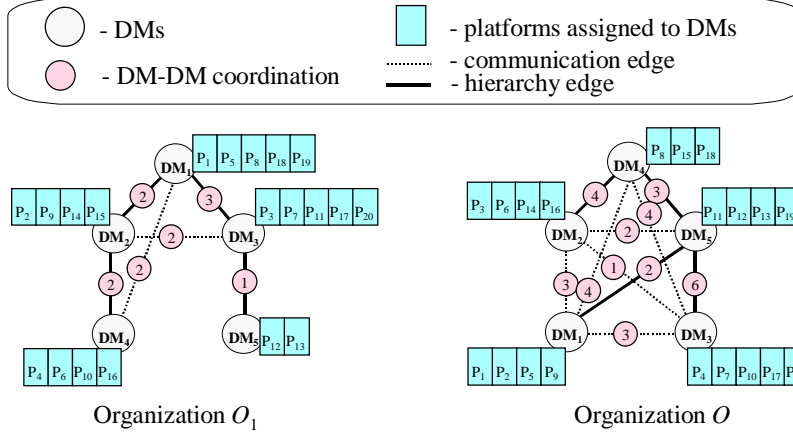 - DMs
- platforms assigned to DMs
- DM-DM coordination
- communication edge
- hierarchy edge
DM1
P1 P5 P8 P18 P19
2
3
P2 P9 P14 P15
DM2
2
P3 P7 P11 P17 P20
DM3
2
2
1
DM4
P4 P6 P10 P16
DM5
P12 P13
Organization O1
DM4
P8 P15 P18
4
3
4
P3 P6 P14 P16
DM2
2
P11 P12 P13 P19
DM5
3
4
1
2
6
DM1
3
DM3
P1 P2 P5 P9
P4 P7 P10 P17
Organization O